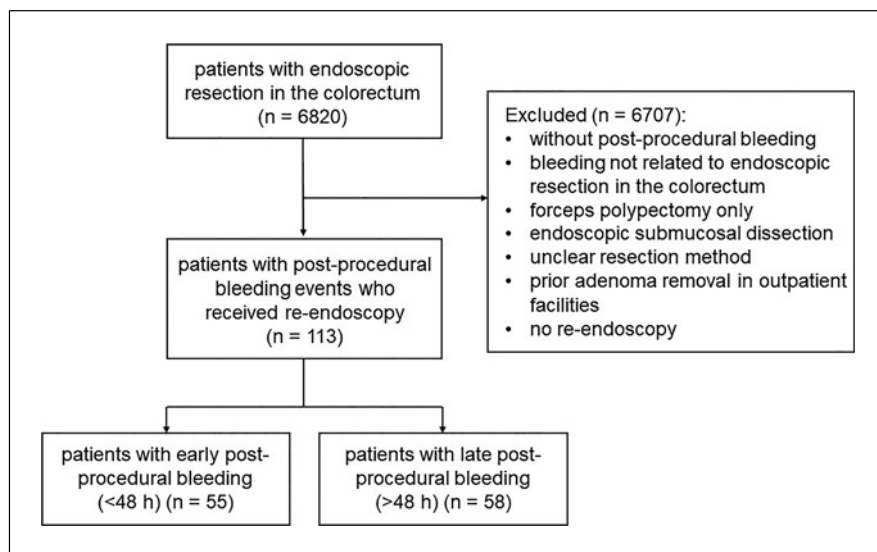 patients with endoscopic
resection in the colorectum
(n = 6820)
Excluded (n = 6707):
• without post-procedural bleeding
• bleeding not related to endoscopic
resection in the colorectum
• forceps polypectomy only
• endoscopic submucosal dissection
• unclear resection method
• prior adenoma removal in outpatient
facilities
• no re-endoscopy
patients with post-procedural
bleeding events who
received re-endoscopy
(n = 113)
patients with early post-
procedural bleeding
(<48 h) (n = 55)
patients with late post-
procedural bleeding
(>48 h) (n = 58)